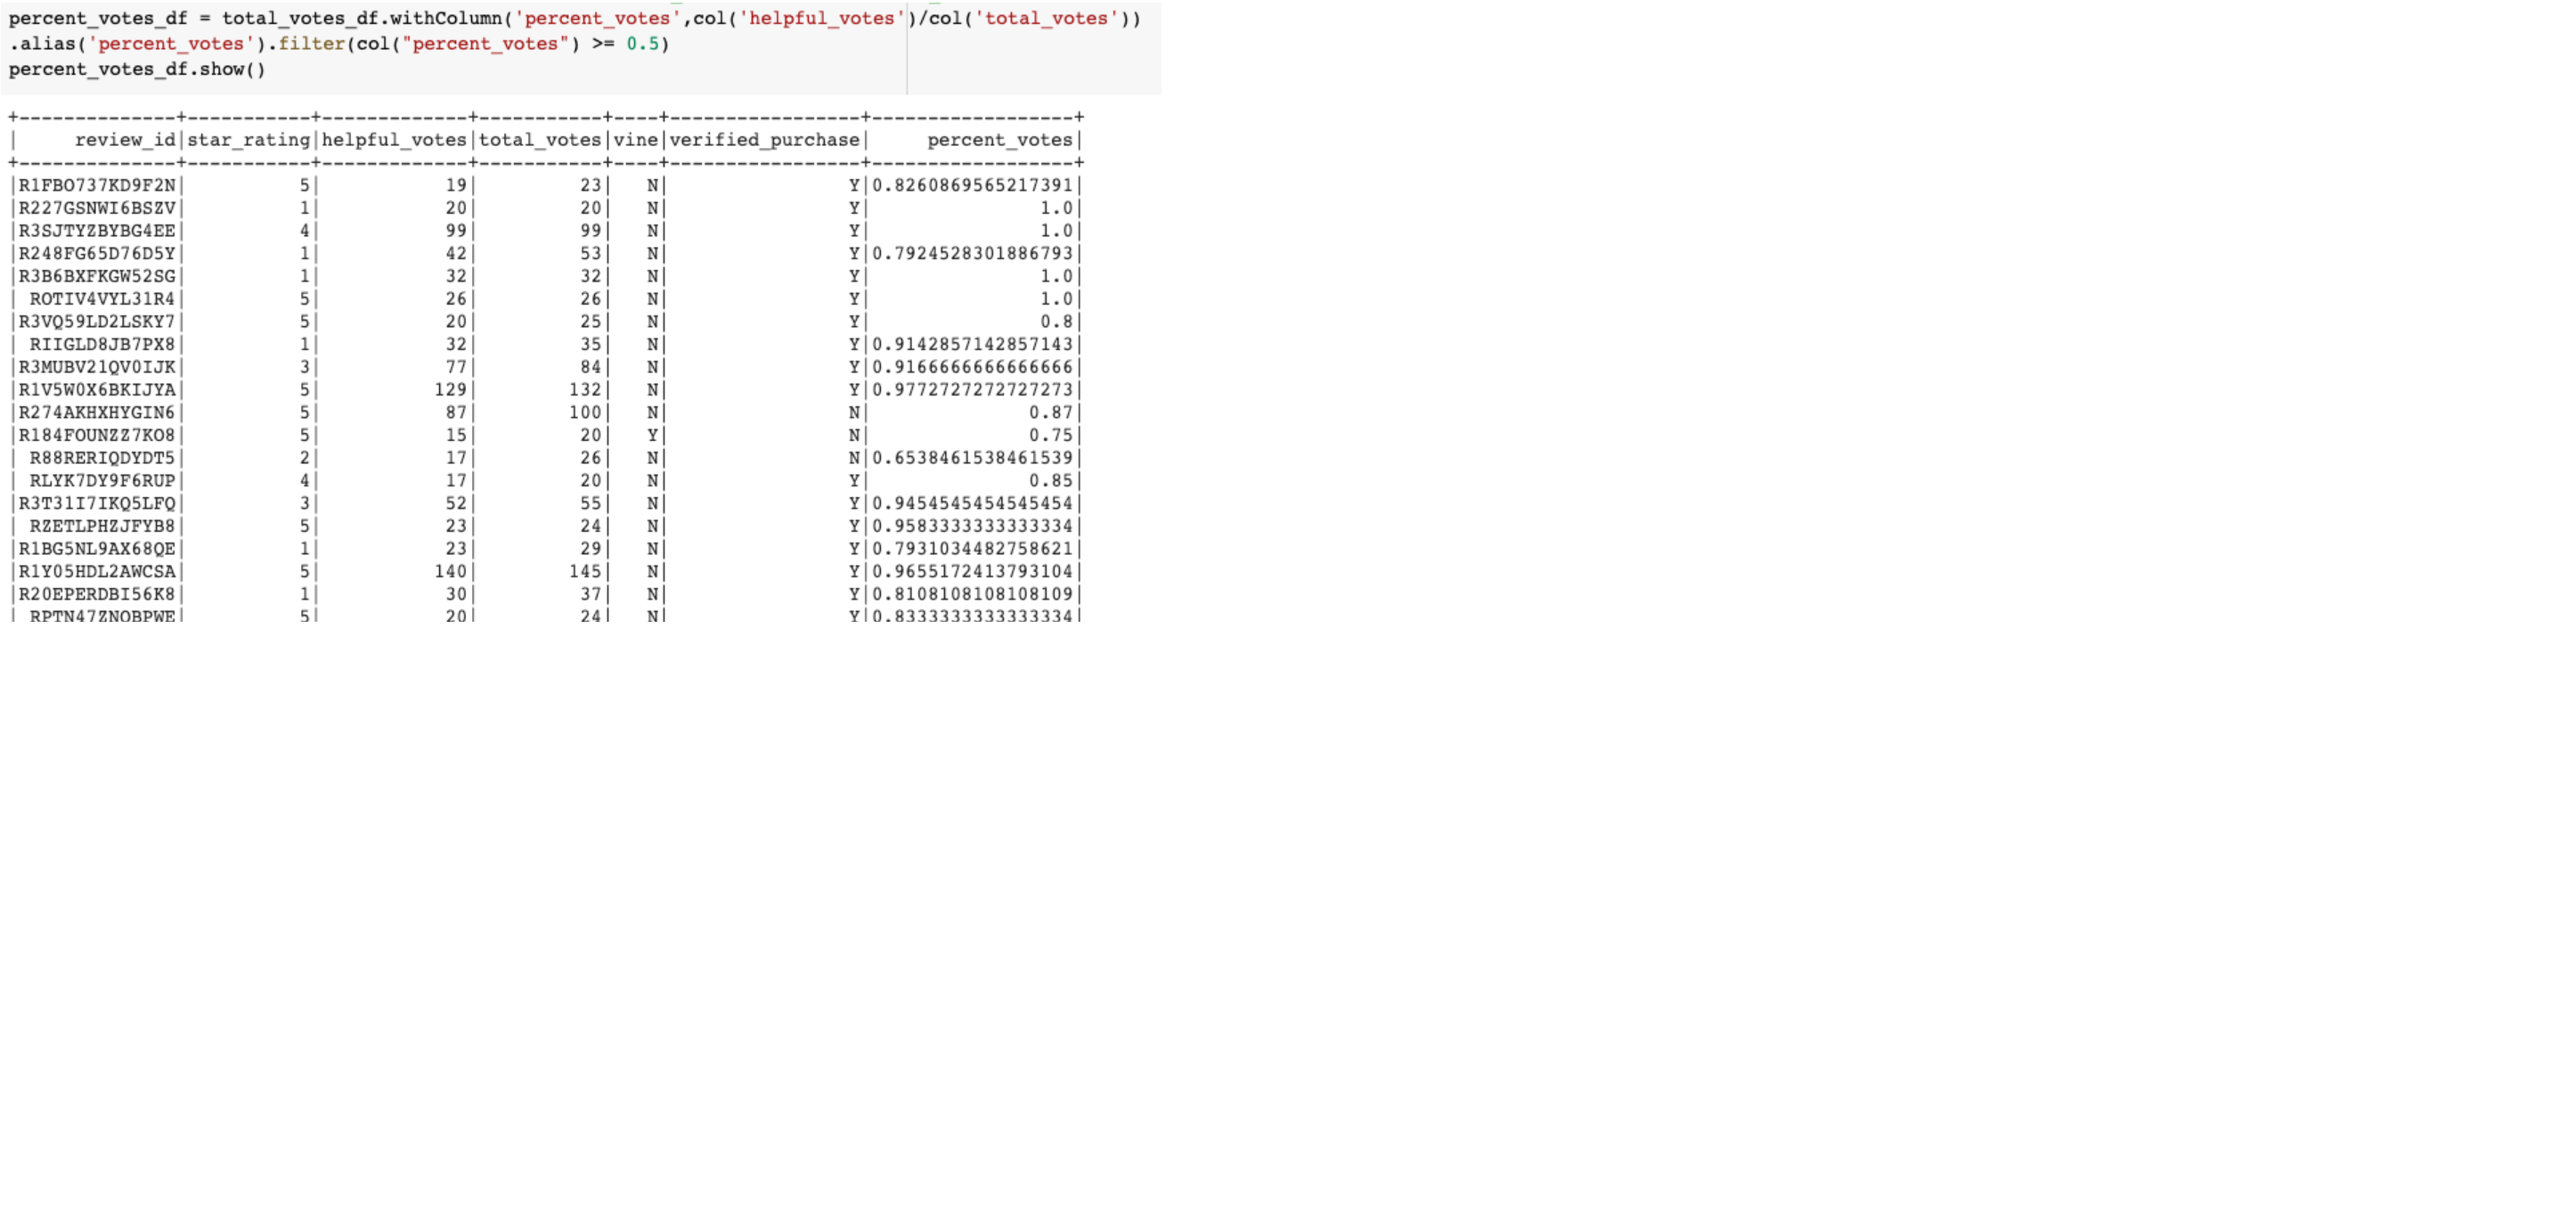 percent_votes_df = total_votes_df.withColumn('percent_votes',col('helpful_votes')/col('total_votes'))
.alias('percent_votes').filter(col("percent_votes") >= 0.5)
percent_votes_df.show()
+--------------+-----------+-------------+-----------+----+-----------------+------------------+
|     review_id|star_rating|helpful_votes|total_votes|vine|verified_purchase|     percent_votes|
+--------------+-----------+-------------+-----------+----+-----------------+------------------+
|R1FBO737KD9F2N|          5|           19|         23|   N|                Y|0.8260869565217391|
|R227GSNWI6BSZV|          1|           20|         20|   N|                Y|               1.0|
|R3SJTYZBYBG4EE|          4|           99|         99|   N|                Y|               1.0|
|R248FG65D76D5Y|          1|           42|         53|   N|                Y|0.7924528301886793|
|R3B6BXFKGW52SG|          1|           32|         32|   N|                Y|               1.0|
| ROTIV4VYL31R4|          5|           26|         26|   N|                Y|               1.0|
|R3VQ59LD2LSKY7|          5|           20|         25|   N|                Y|               0.8|
| RIIGLD8JB7PX8|          1|           32|         35|   N|                Y|0.9142857142857143|
|R3MUBV21QV0IJK|          3|           77|         84|   N|                Y|0.9166666666666666|
|R1V5W0X6BKIJYA|          5|          129|        132|   N|                Y|0.9772727272727273|
|R274AKHXHYGIN6|          5|           87|        100|   N|                N|              0.87|
|R184FOUNZZ7KO8|          5|           15|         20|   Y|                N|              0.75|
| R88RERIQDYDT5|          2|           17|         26|   N|                N|0.6538461538461539|
| RLYK7DY9F6RUP|          4|           17|         20|   N|                Y|              0.85|
|R3T31I7IKQ5LFQ|          3|           52|         55|   N|                Y|0.9454545454545454|
| RZETLPHZJFYB8|          5|           23|         24|   N|                Y|0.9583333333333334|
|R1BG5NL9AX68QE|          1|           23|         29|   N|                Y|0.7931034482758621|
|R1Y05HDL2AWCSA|          5|          140|        145|   N|                Y|0.9655172413793104|
|R20EPERDBI56K8|          1|           30|         37|   N|                Y|0.8108108108108109|
| RPTN47ZNOBPWE|          5|           20|         24|   N|                Y|0.8333333333333334|